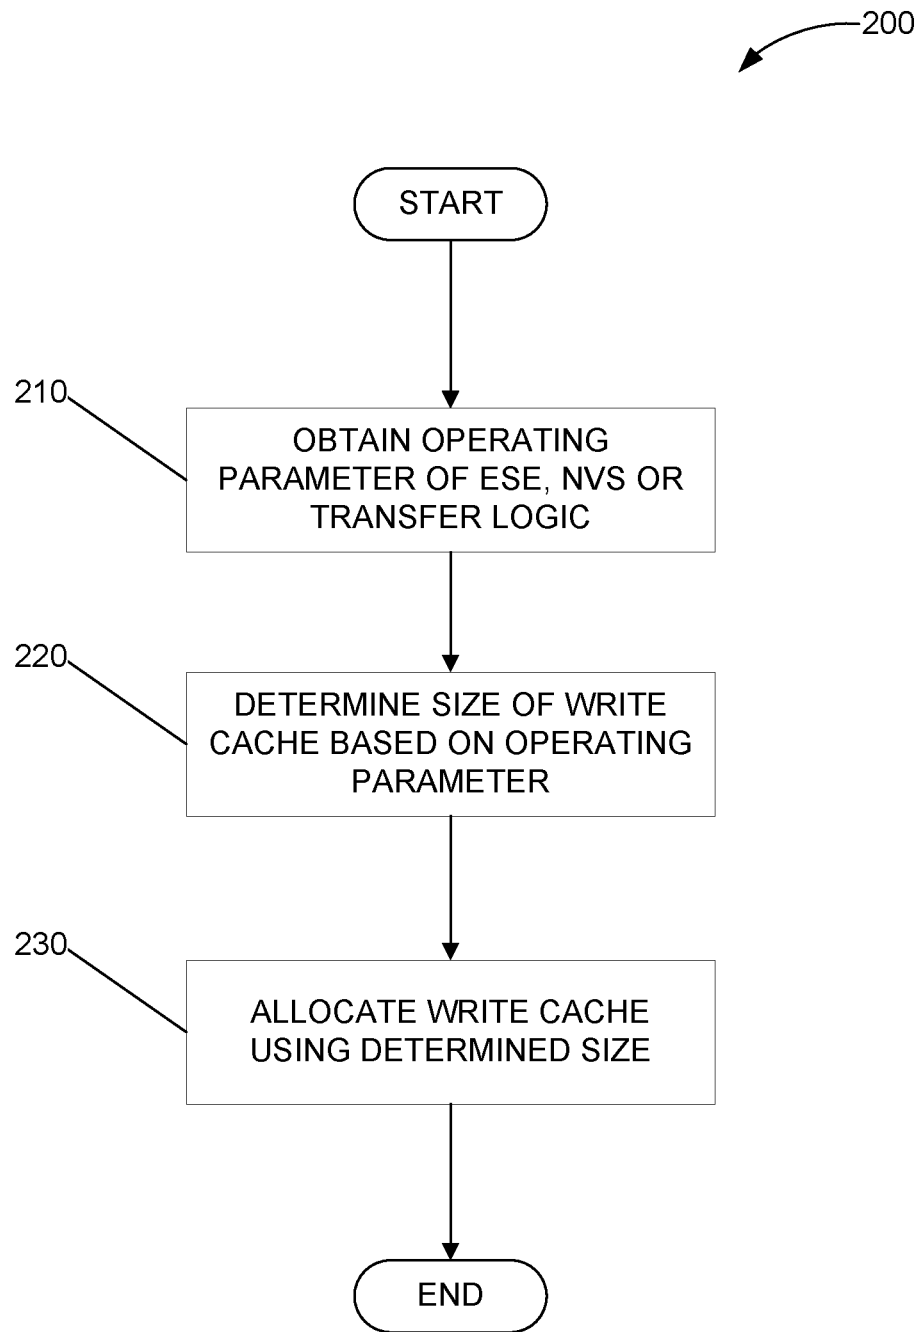 200
START
210
OBTAIN OPERATING
PARAMETER OF ESE, NVS OR
TRANSFER LOGIC
220
DETERMINE SIZE OF WRITE
CACHE BASED ON OPERATING
PARAMETER
230
ALLOCATE WRITE CACHE
USING DETERMINED SIZE
END